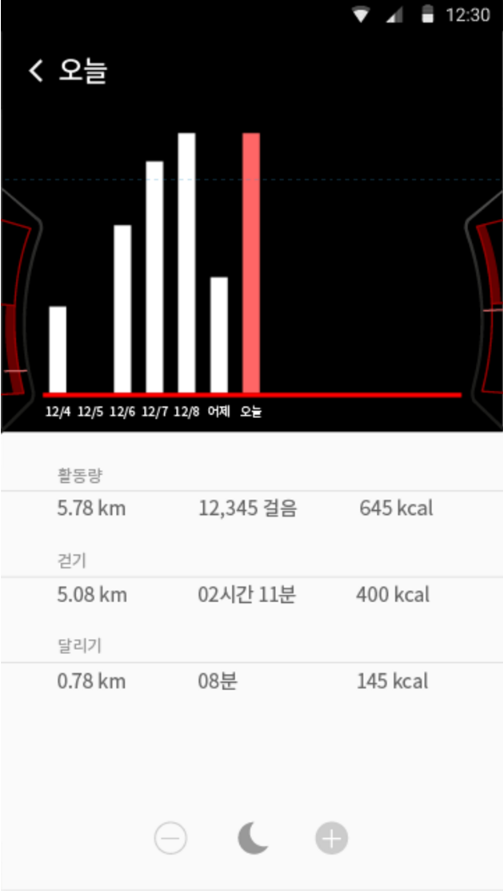 12:30
오늘
12/4 12/5 12/6 12/7 12/8 어제 오늘
활동량
5.78 km 12,345 걸음 645 kcal
걷기
5.08 km 02시간 11분 400 kcal
달리기
0.78 km 08분 145 kcal